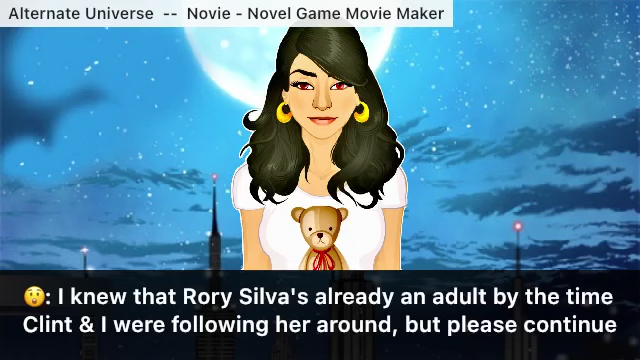 Alternate Universe -- Novie - Novel Game Movie Maker
😲: I knew that Rory Silva's already an adult by the time
Clint & I were following her around, but please continue